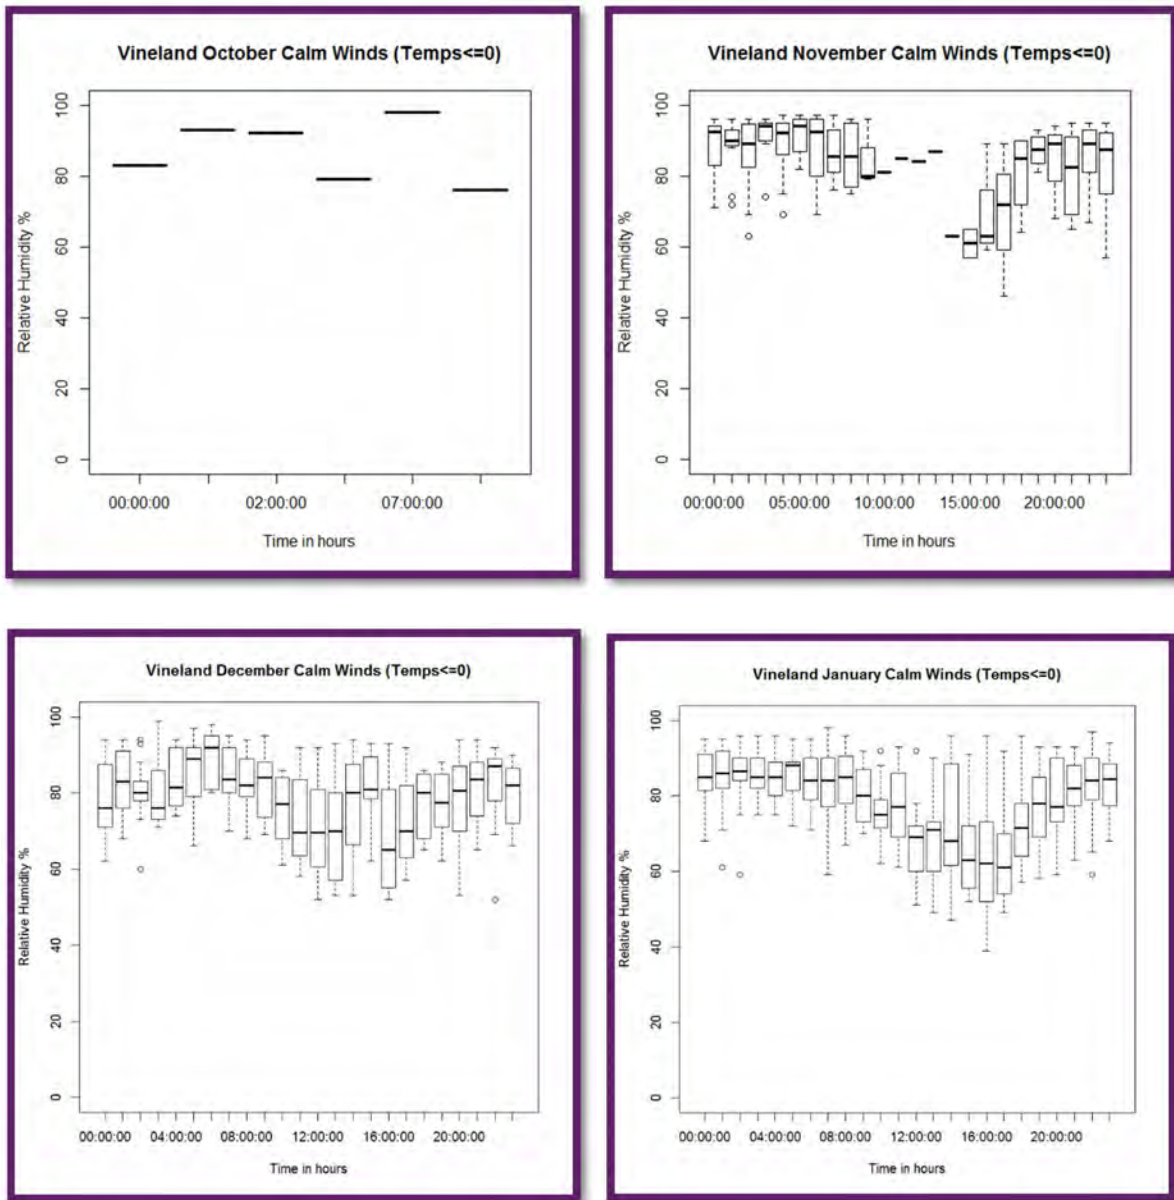 Vineland October Calm Winds (Temps<=0)
Relative Humidity %
100
80
60
40
20
0
00:00:00 02:00:00 07:00:00
Time in hours
Vineland November Calm Winds (Temps<=0)
Relative Humidity %
100
80
60
40
20
0
00:00:00 05:00:00 10:00:00 15:00:00 20:00:00
Time in hours
Vineland December Calm Winds (Temps<=0)
Relative Humidity %
100
80
60
40
20
0
00:00:00 04:00:00 08:00:00 12:00:00 16:00:00 20:00:00
Time in hours
Vineland January Calm Winds (Temps<=0)
Relative Humidity %
100
80
60
40
20
0
00:00:00 04:00:00 08:00:00 12:00:00 16:00:00 20:00:00
Time in hours